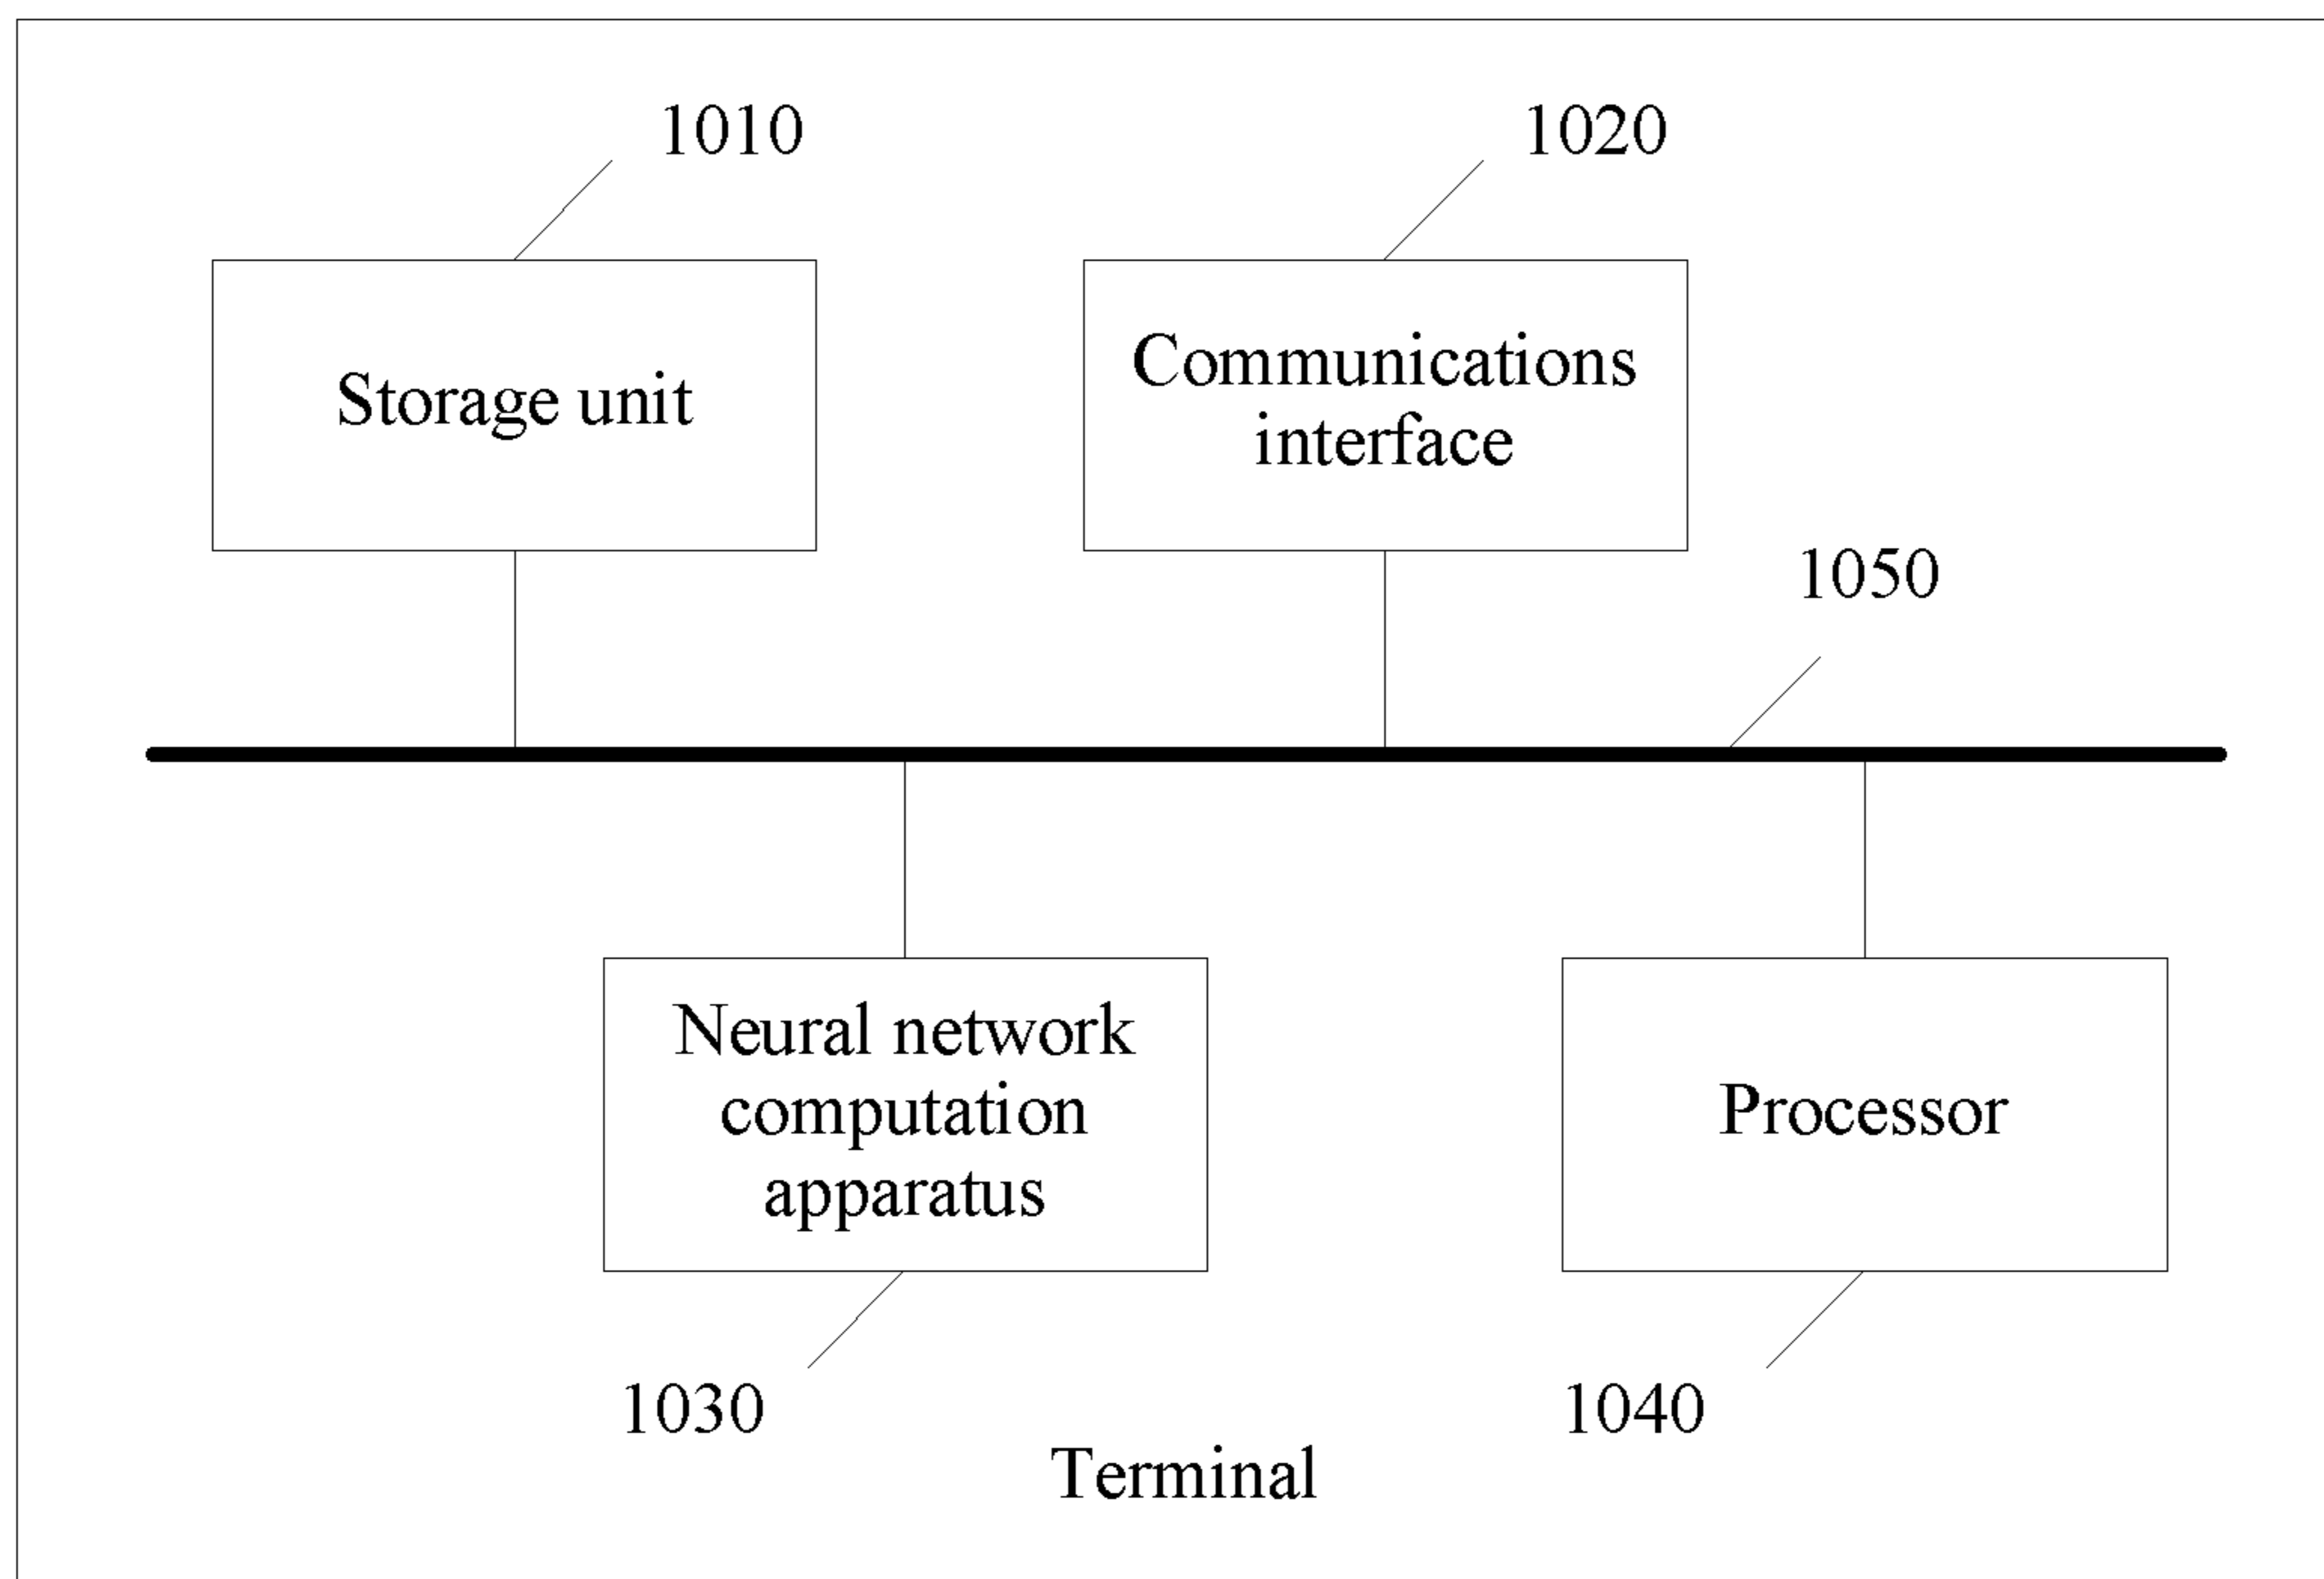 1010
1020
Storage unit
Communications
interface
1050
Neural network
computation
apparatus
Processor
1030
1040
Terminal